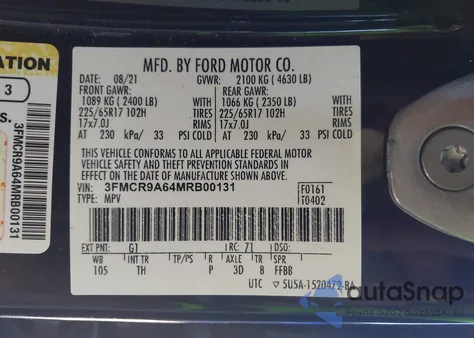 MFD. BY FORD MOTOR CO.
DATE: 08/21 GVWR: 2100 KG ( 4630 LB)
FRONT GAWR: REAR GAWR:
1089 KG ( 2400 LB) 1066 KG ( 2350 LB)
225/65R17 102H TIRES 225/65R17 102H TIRES
17x7.0J RIMS 17x7.0J RIMS
AT 230 kPa/ 33 PSI COLD AT 230 kPa/ 33 PSI COLD
THIS VEHICLE CONFORMS TO ALL APPLICABLE FEDERAL MOTOR
VEHICLE SAFETY AND THEFT PREVENTION STANDARDS IN
EFFECT ON THE DATE OF MANUFACTURE SHOWN ABOVE.
VIN: 3FMCR9A64MRB00131 F0161
TYPE: MPV T0402
EXT PNT: G1 RC: 71 DSO:
WB INT TR TP/PS R AXLE TR SPR
105 TH P 3D 8 FFBB
UTC
ATION
3
S.
3FMCR9A64MRB00131
autoSnap